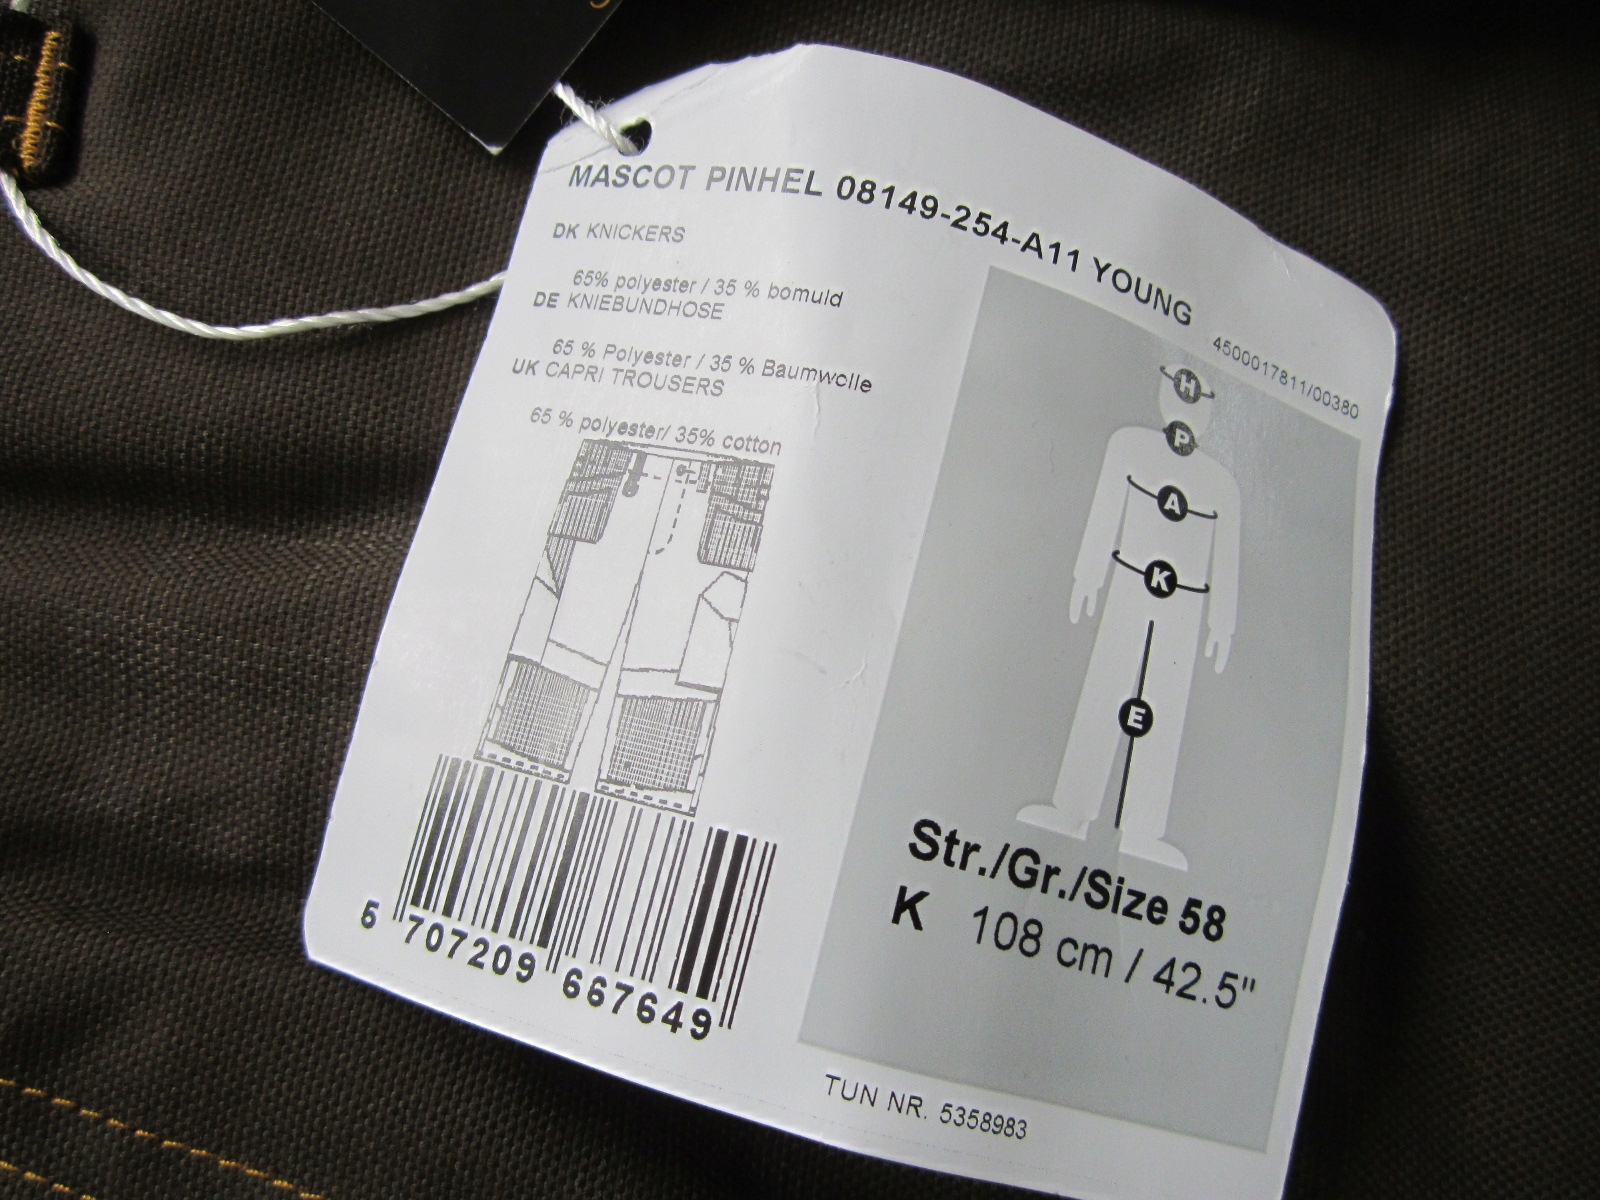 MASCOT PINHEL 08149-254-A11 YOUNG
4500017811/00380
DK KNICKERS
65% polyester / 35 % bomuld
DE KNIEBUNDHOSE
65 % Polyester / 35 % Baumwolle
UK CAPRI TROUSERS
65 % polyester/ 35% cotton
H
P
A
K
E
Str./Gr./Size 58
K 108 cm / 42.5"
5 707209 667649
TUN NR. 5358983